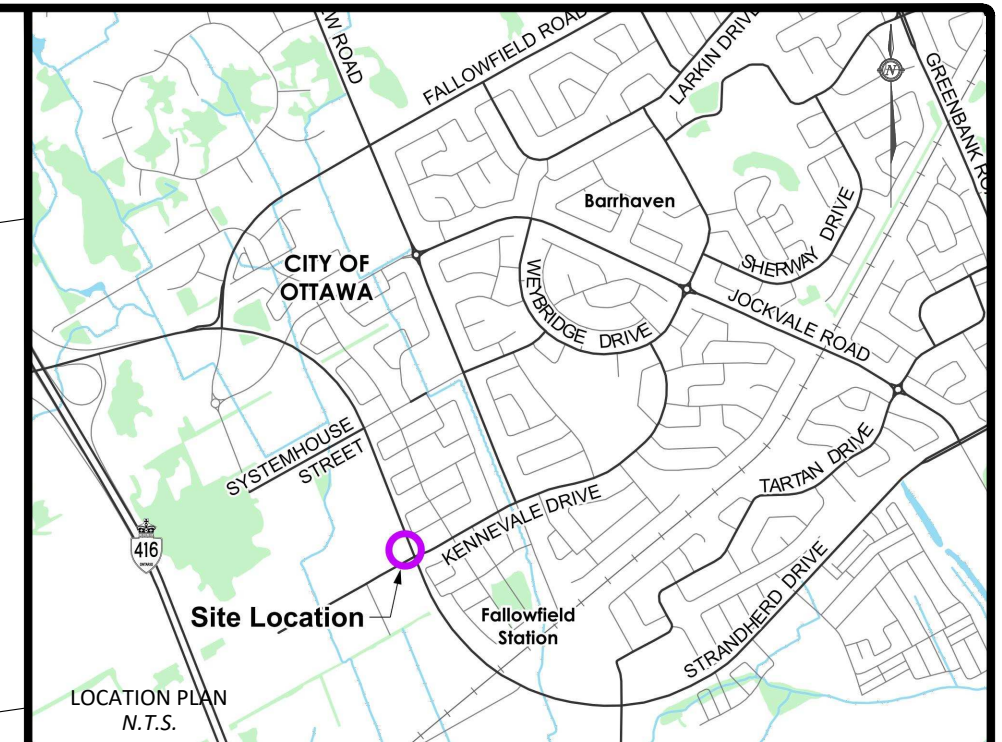 W ROAD
FALLOWFIELD ROAD
LARKIN DRIVE
N
GREENBANK RO
Barrhaven
CITY OF
OTTAWA
SHERWAY DRIVE
WEYBRIDGE DRIVE
JOCKVALE ROAD
SYSTEMHOUSE
STREET
TARTAN DRIVE
KENNEVALE DRIVE
416
ONTARIO
STRANDHERD DRIVE
Site Location
Fallowfield
Station
LOCATION PLAN
N.T.S.